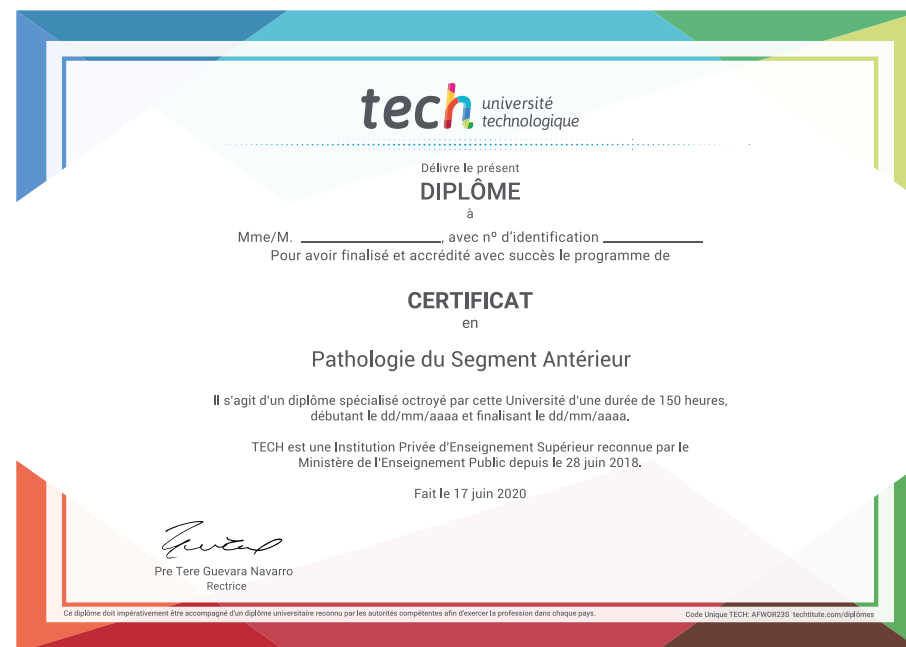 tech université
technologique
Délivre le présent
DIPLÔME
à
Mme/M. ____________________, avec nº d'identification ______________
Pour avoir finalisé et accrédité avec succès le programme de
CERTIFICAT
en
Pathologie du Segment Antérieur
Il s'agit d'un diplôme spécialisé octroyé par cette Université d'une durée de 150 heures,
débutant le dd/mm/aaaa et finalisant le dd/mm/aaaa.
TECH est une Institution Privée d'Enseignement Supérieur reconnue par le
Ministère de l'Enseignement Public depuis le 28 juin 2018.
Fait le 17 juin 2020
Pre Tere Guevara Navarro
Rectrice
Ce diplôme doit impérativement être accompagné d'un diplôme universitaire reconnu par les autorités compétentes afin d'exercer la profession dans chaque pays.
Code Unique TECH: AFWOR23S techtitute.com/diplômes